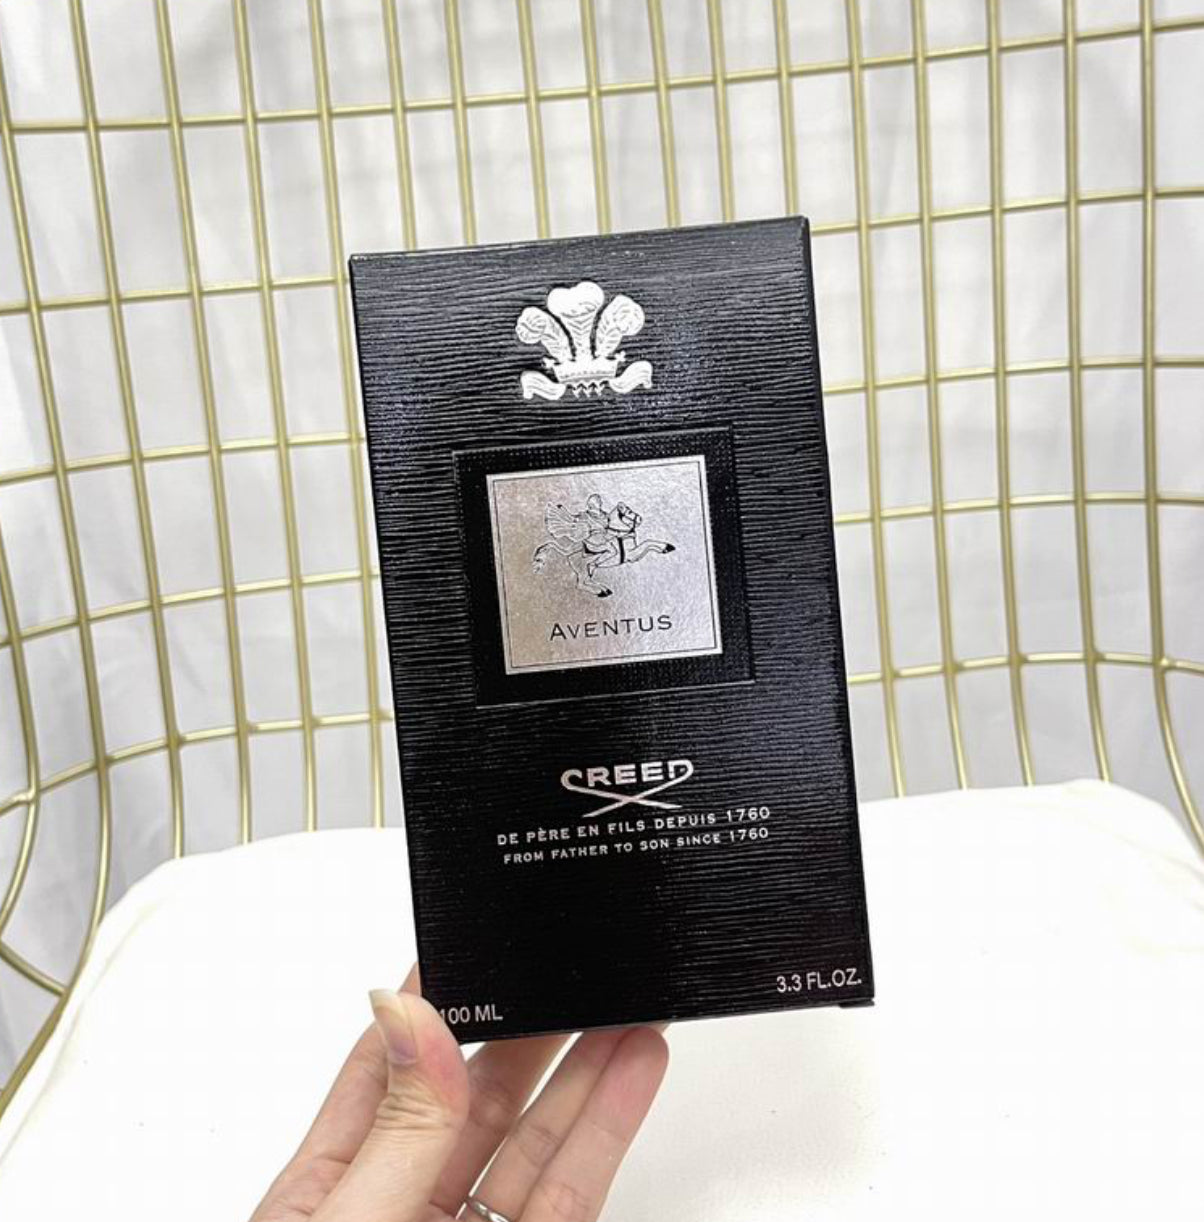 AVENTUS
CREED
DE PÈRE EN FILS DEPUIS 1760
FROM FATHER TO SON SINCE 1760
100 ML
3.3 FL.OZ.